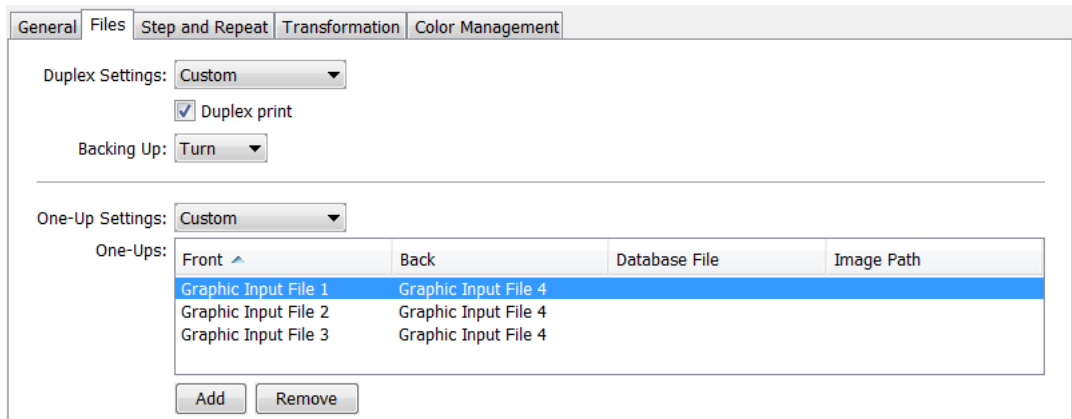 General Files Step and Repeat Transformation Color Management
Duplex Settings: Custom
Duplex print
Backing Up: Turn
One-Up Settings: Custom
One-Ups:
Front Back Database File Image Path
Graphic Input File 1 Graphic Input File 4
Graphic Input File 2 Graphic Input File 4
Graphic Input File 3 Graphic Input File 4
Add Remove